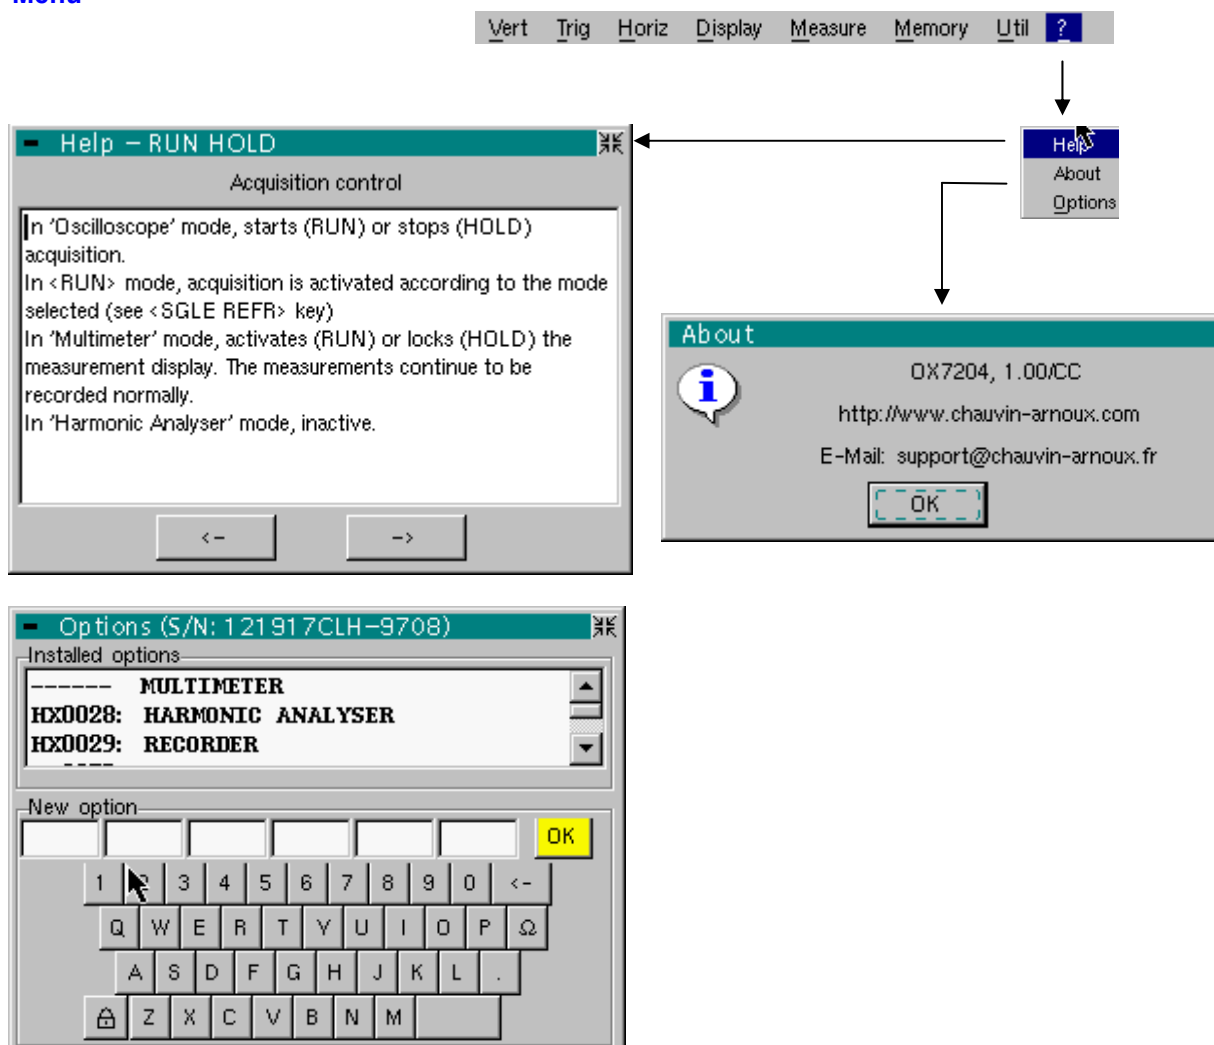 Menu
Vert Trig Horiz Display Measure Memory Util ?
Help
About
Options
Help – RUN HOLD
Acquisition control
In 'Oscilloscope' mode, starts (RUN) or stops (HOLD)
acquisition.
In <RUN> mode, acquisition is activated according to the mode
selected (see <SGLE REFR> key)
In 'Multimeter' mode, activates (RUN) or locks (HOLD) the
measurement display. The measurements continue to be
recorded normally.
In 'Harmonic Analyser' mode, inactive.
<- ->
About
OX7204, 1.00/CC
http://www.chauvin-arnoux.com
E-Mail: support@chauvin-arnoux.fr
OK
Options (S/N: 121917CLH-9708)
Installed options
------ MULTIMETER
HX0028: HARMONIC ANALYSER
HX0029: RECORDER
New option
OK
1 2 3 4 5 6 7 8 9 0 <-
Q W E R T Y U I O P Ω
A S D F G H J K L .
Z X C V B N M